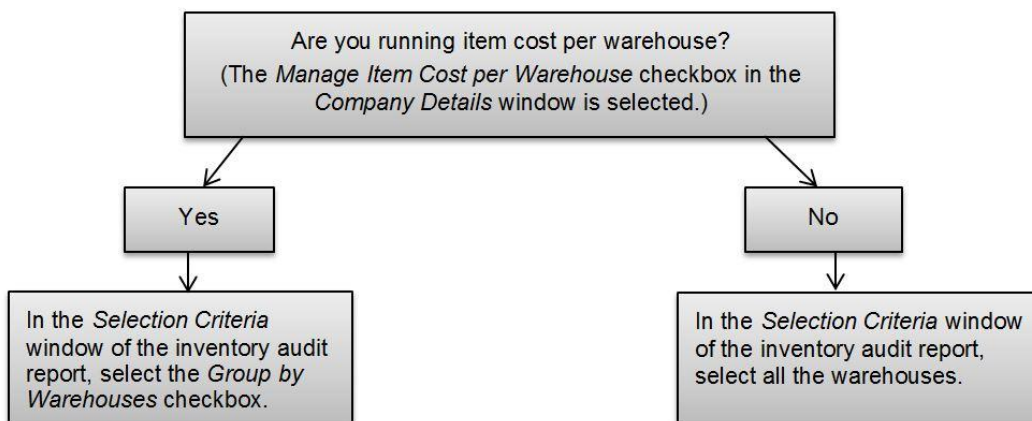 Are you running item cost per warehouse?
(The Manage Item Cost per Warehouse checkbox in the
Company Details window is selected.)
Yes
No
In the Selection Criteria
window of the inventory audit
report, select the Group by
Warehouses checkbox.
In the Selection Criteria window
of the inventory audit report,
select all the warehouses.